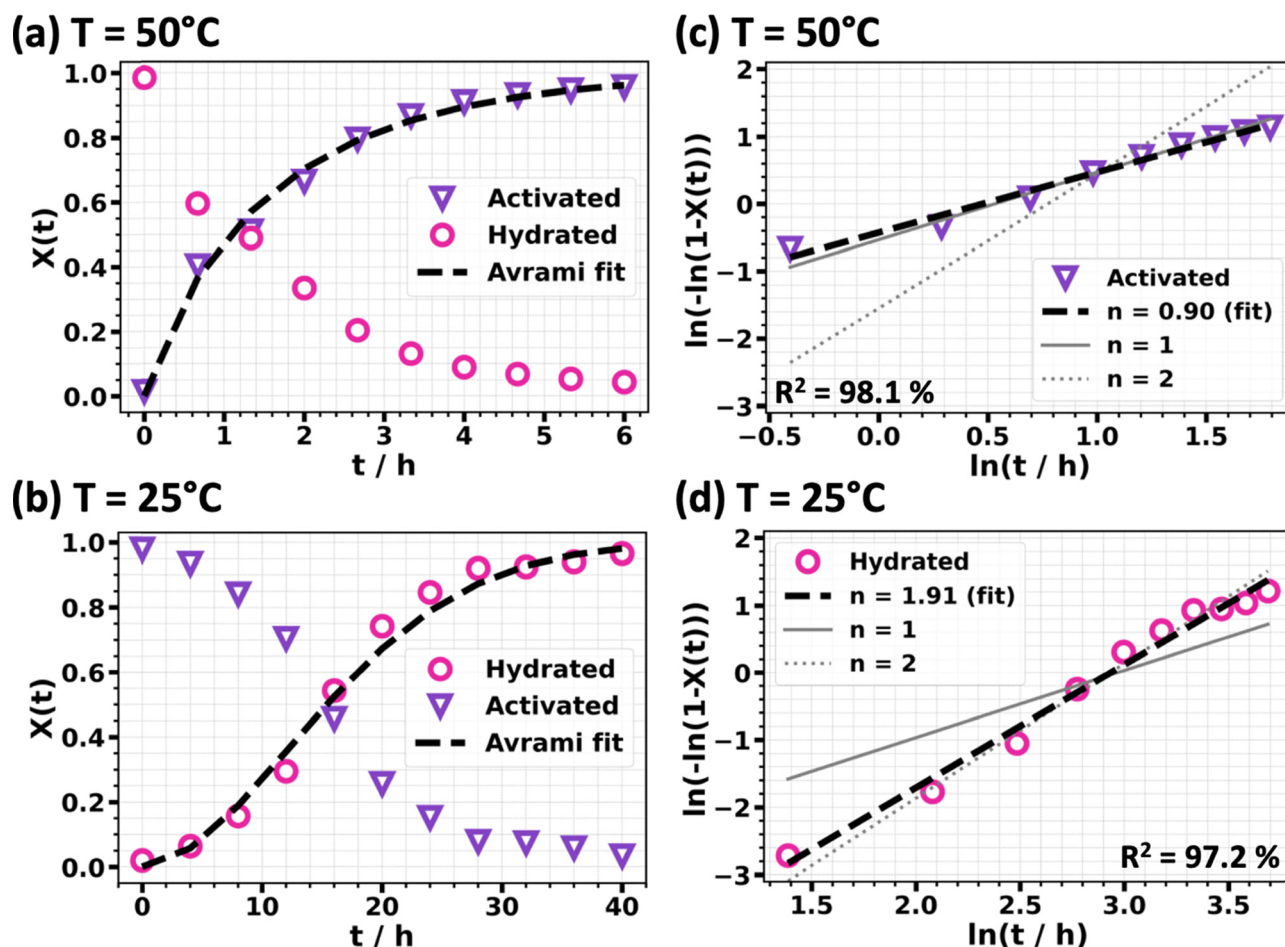 (a) T = 50°C
X(t)
1.0
0.8
0.6
0.4
0.2
0.0
Activated
Hydrated
Avrami fit
0 1 2 3 4 5 6
t / h
(c) T = 50°C
ln(-ln(1-X(t)))
2
1
0
−1
−2
−3
Activated
n = 0.90 (fit)
n = 1
n = 2
R² = 98.1 %
−0.5 0.0 0.5 1.0 1.5
ln(t / h)
(b) T = 25°C
X(t)
1.0
0.8
0.6
0.4
0.2
0.0
Hydrated
Activated
Avrami fit
0 10 20 30 40
t / h
(d) T = 25°C
ln(-ln(1-X(t)))
2
1
0
−1
−2
−3
Hydrated
n = 1.91 (fit)
n = 1
n = 2
R² = 97.2 %
1.5 2.0 2.5 3.0 3.5
ln(t / h)